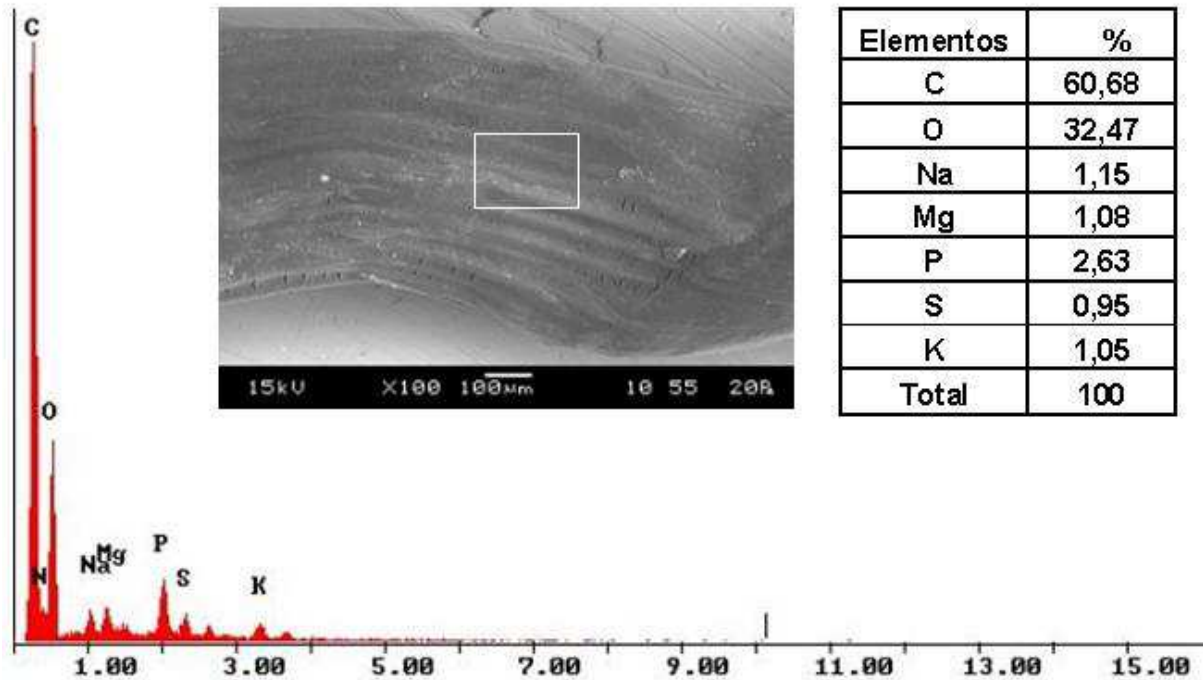 C
O
N
Na
Mg
P
S
K
1.00 3.00 5.00 7.00 9.00 11.00 13.00 15.00
15kV X100 100µm 10 55
Elementos %
C 60,68
O 32,47
Na 1,15
Mg 1,08
P 2,63
S 0,95
K 1,05
Total 100